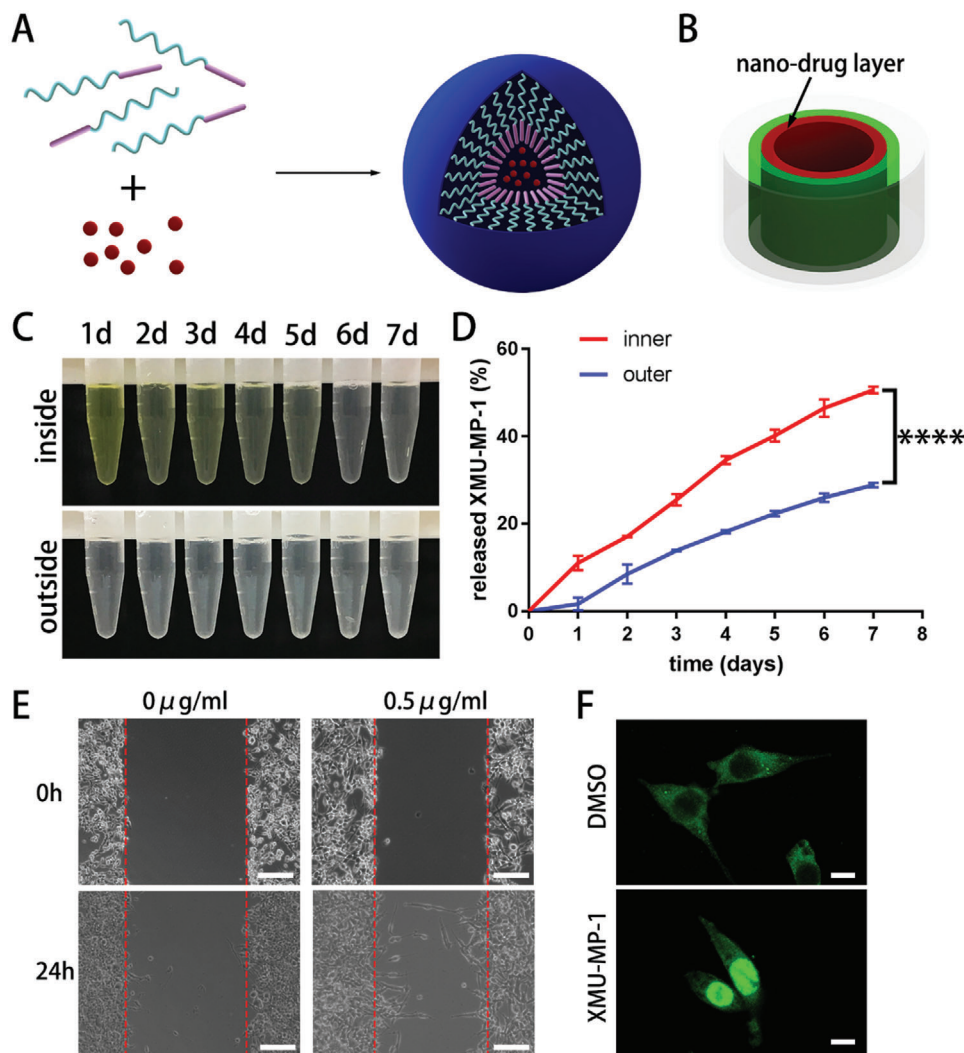 A
+
B
nano-drug layer
C
1d 2d 3d 4d 5d 6d 7d
inside
outside
D
inner
outer
****
released XMU-MP-1 (%)
60
40
20
0
0 1 2 3 4 5 6 7 8
time (days)
E
0 μ g/ml 0.5 μ g/ml
0h
24h
F
DMSO
XMU-MP-1